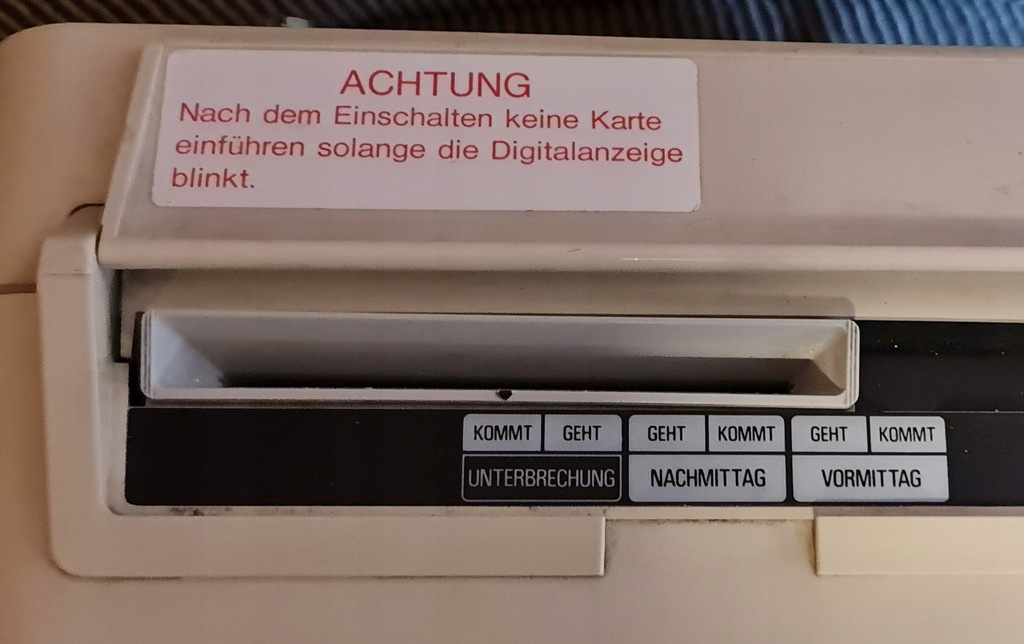 ACHTUNG
Nach dem Einschalten keine Karte
einführen solange die Digitalanzeige
blinkt.
KOMMT GEHT GEHT KOMMT GEHT KOMMT
UNTERBRECHUNG NACHMITTAG VORMITTAG